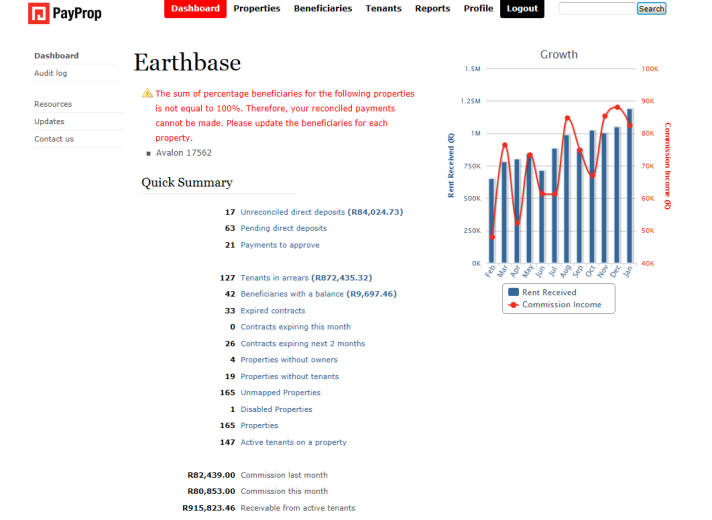 PayProp
Dashboard Properties Beneficiaries Tenants Reports Profile Logout Search
Dashboard
Audit log
Resources
Updates
Contact us
Earthbase
The sum of percentage beneficiaries for the following properties
is not equal to 100%. Therefore, your reconciled payments
cannot be made. Please update the beneficiaries for each
property.
Avalon 17562
Quick Summary
17 Unreconciled direct deposits (R84,024.73)
63 Pending direct deposits
21 Payments to approve
127 Tenants in arrears (R872,435.32)
42 Beneficiaries with a balance (R9,697.46)
33 Expired contracts
0 Contracts expiring this month
26 Contracts expiring next 2 months
4 Properties without owners
19 Properties without tenants
165 Unmapped Properties
1 Disabled Properties
165 Properties
147 Active tenants on a property
R82,439.00 Commission last month
R80,853.00 Commission this month
R915,823.46 Receivable from active tenants
Growth
1.5M 100K
1.25M 90K
1M 80K
750K 70K
500K 60K
250K 50K
0K 40K
Rent Received (R)
Commission Income (R)
Feb Mar Apr May Jun Jul Aug Sep Oct Nov Dec Jan
Rent Received
Commission Income